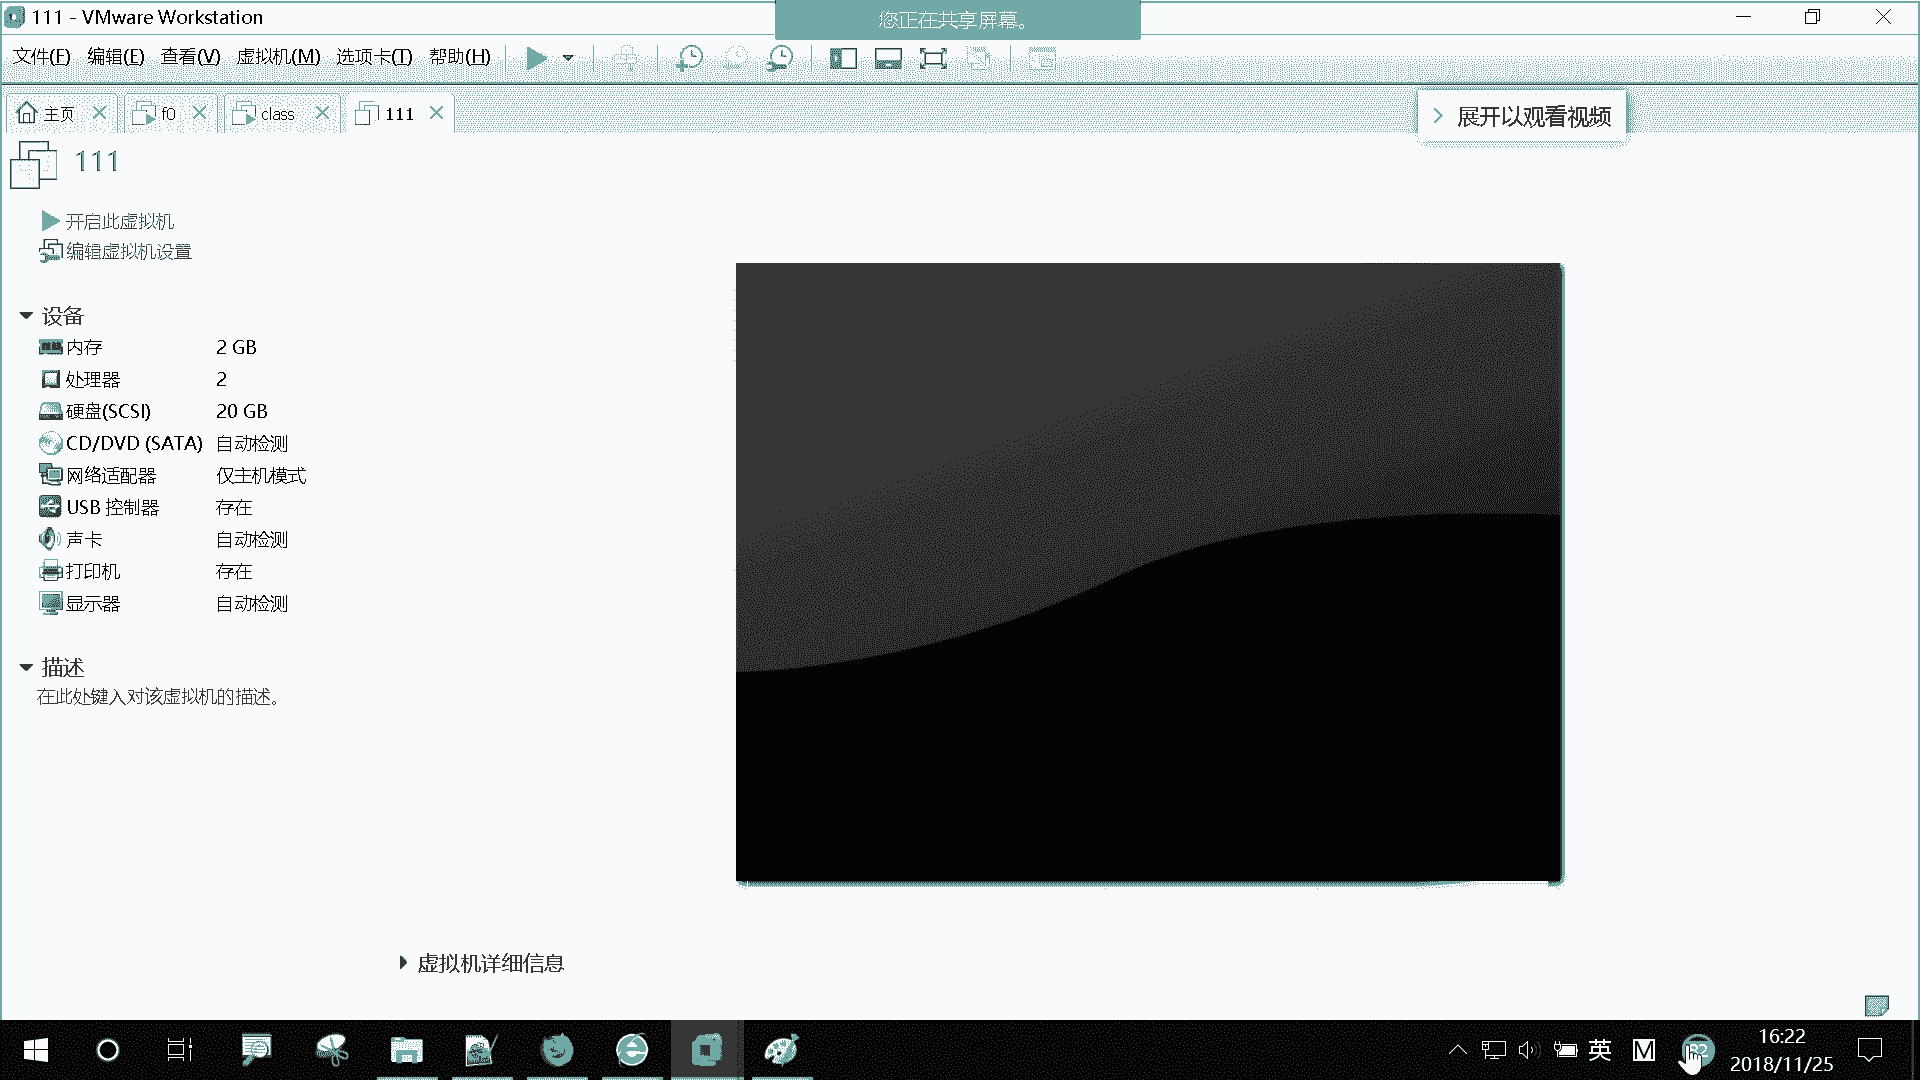 111 - VMware Workstation
您正在共享屏幕。
文件(F) 编辑(E) 查看(V) 虚拟机(M) 选项卡(T) 帮助(H)
主页 f0 class 111
展开以观看视频
111
开启此虚拟机
编辑虚拟机设置
设备
内存 2 GB
处理器 2
硬盘(SCSI) 20 GB
CD/DVD (SATA) 自动检测
网络适配器 仅主机模式
USB 控制器 存在
声卡 自动检测
打印机 存在
显示器 自动检测
描述
在此处键入对该虚拟机的描述。
虚拟机详细信息
英 M 16:22
2018/11/25